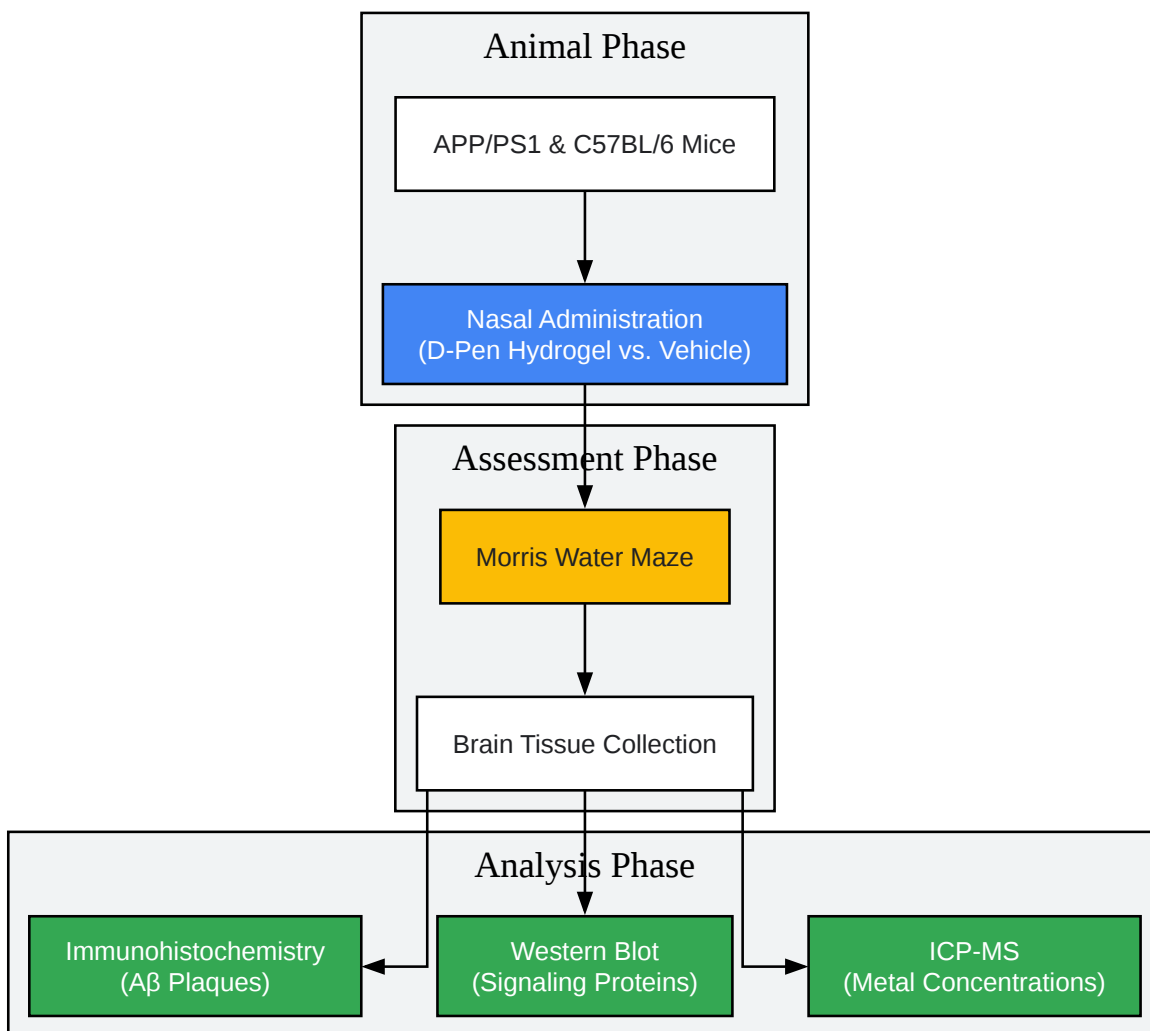 Animal Phase
APP/PS1 & C57BL/6 Mice
Nasal Administration
(D-Pen Hydrogel vs. Vehicle)
Assessment Phase
Morris Water Maze
Brain Tissue Collection
Analysis Phase
Immunohistochemistry
(Aβ Plaques)
Western Blot
(Signaling Proteins)
ICP-MS
(Metal Concentrations)